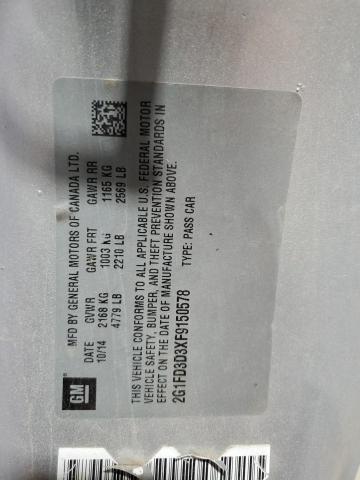 MFD BY GENERAL MOTORS OF CANADA LTD.
DATE GVWR GAWR FRT GAWR RR
10/14 2168 KG 1003 KG 1165 KG
4779 LB 2210 LB 2569 LB
GM
THIS VEHICLE CONFORMS TO ALL APPLICABLE U.S. FEDERAL MOTOR
VEHICLE SAFETY, BUMPER, AND THEFT PREVENTION STANDARDS IN
EFFECT ON THE DATE OF MANUFACTURE SHOWN ABOVE.
2G1FD3D3XF9150578 TYPE: PASS CAR